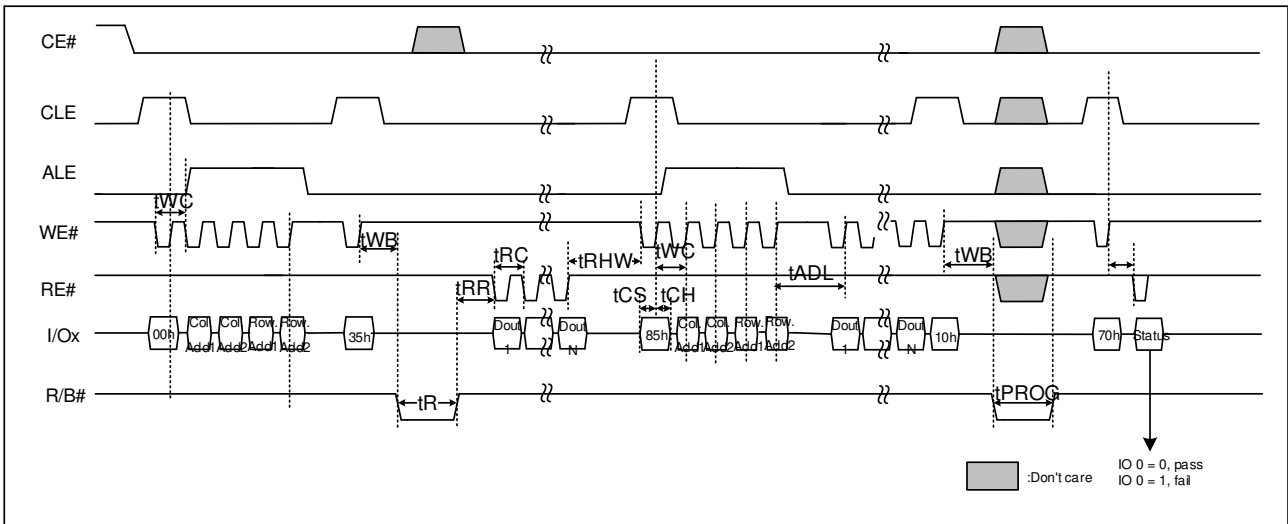 CE#
CLE
ALE
tWC
WE#
tWB
tRC
tRHW
tWC
tADL
tWB
RE#
tRR
tCS
tCH
I/Ox
00h
Col. Add1
Col. Add2
Row. Add1
Row. Add2
35h
Dout 1
Dout N
85h
Col. Add1
Col. Add2
Row. Add1
Row. Add2
Dout 1
Dout N
10h
70h
Status
R/B#
tR
tPROG
:Don't care
IO 0 = 0, pass
IO 0 = 1, fail